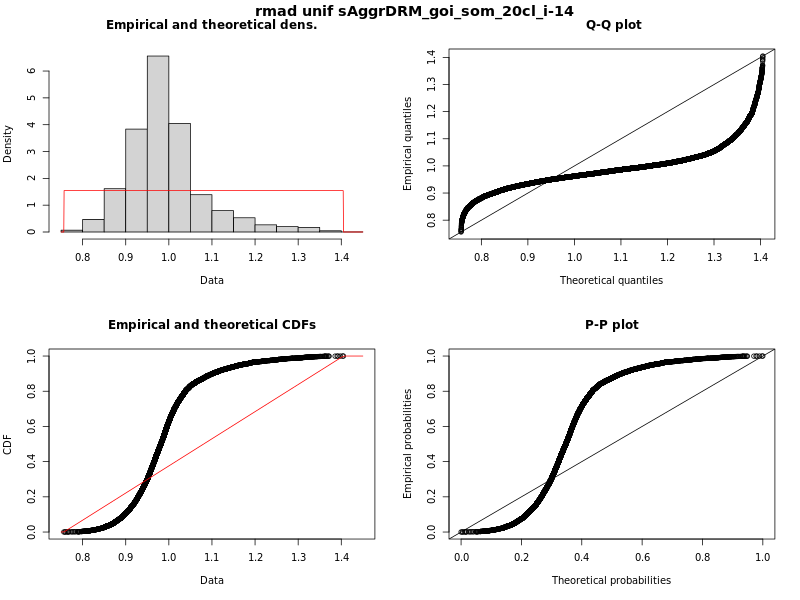 rmad unif sAggrDRM_goi_som_20cl_i-14
Empirical and theoretical dens.
Density
0 1 2 3 4 5 6
0.8 0.9 1.0 1.1 1.2 1.3 1.4
Data
Q-Q plot
Empirical quantiles
0.8 0.9 1.0 1.1 1.2 1.3 1.4
0.8 0.9 1.0 1.1 1.2 1.3 1.4
Theoretical quantiles
Empirical and theoretical CDFs
CDF
0.0 0.2 0.4 0.6 0.8 1.0
0.8 0.9 1.0 1.1 1.2 1.3 1.4
Data
P-P plot
Empirical probabilities
0.0 0.2 0.4 0.6 0.8 1.0
0.0 0.2 0.4 0.6 0.8 1.0
Theoretical probabilities